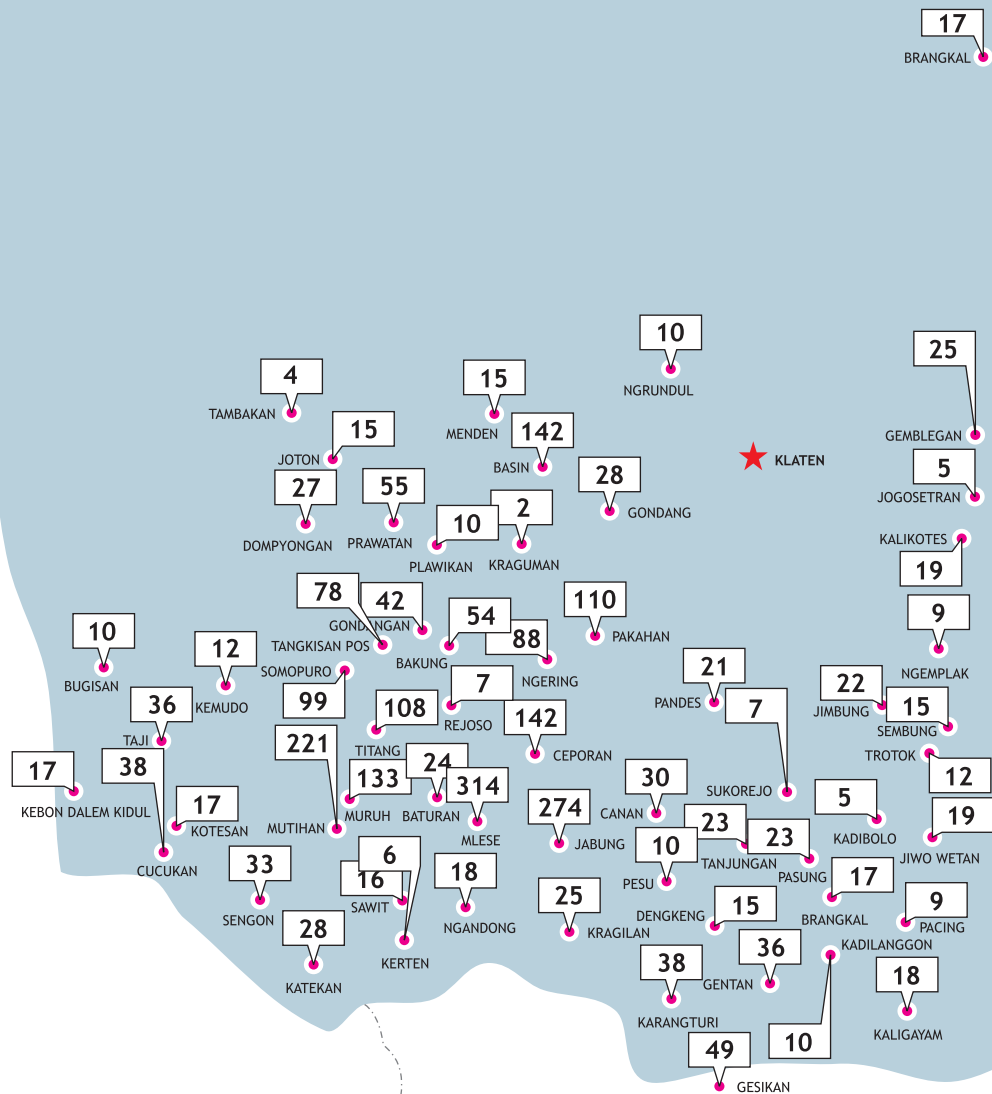 17
BRANGKAL
10
NGRUNDUL
25
GEMBLEGAN
4
TAMBAKAN
15
MENDEN
15
JOTON
142
BASIN
KLATEN
5
JOGOSETRAN
27
DOMPYONGAN
55
PRAWATAN
28
GONDANG
10
PLAWIKAN
2
KRAGUMAN
KALIKOTES
19
78
TANGKISAN POS
42
GONDANGAN
54
BAKUNG
88
NGERING
110
PAKAHAN
9
NGEMPLAK
10
BUGISAN
12
KEMUDO
SOMOPURO
99
7
REJOSO
21
PANDES
7
SUKOREJO
22
JIMBUNG
15
SEMBUNG
36
TAJI
108
TITANG
142
CEPORAN
TROTOK
12
17
KEBON DALEM KIDUL
38
CUCUKAN
17
KOTESAN
221
MUTIHAN
133
MURUH
24
BATURAN
314
MLESE
274
JABUNG
30
CANAN
5
KADIBOLO
19
JIWO WETAN
23
TANJUNGAN
23
PASUNG
10
PESU
33
SENGON
16
SAWIT
6
KERTEN
18
NGANDONG
25
KRAGILAN
15
DENGKENG
17
BRANGKAL
9
PACING
28
KATEKAN
38
KARANGTURI
36
GENTAN
KADILANGGON
10
18
KALIGAYAM
49
GESIKAN